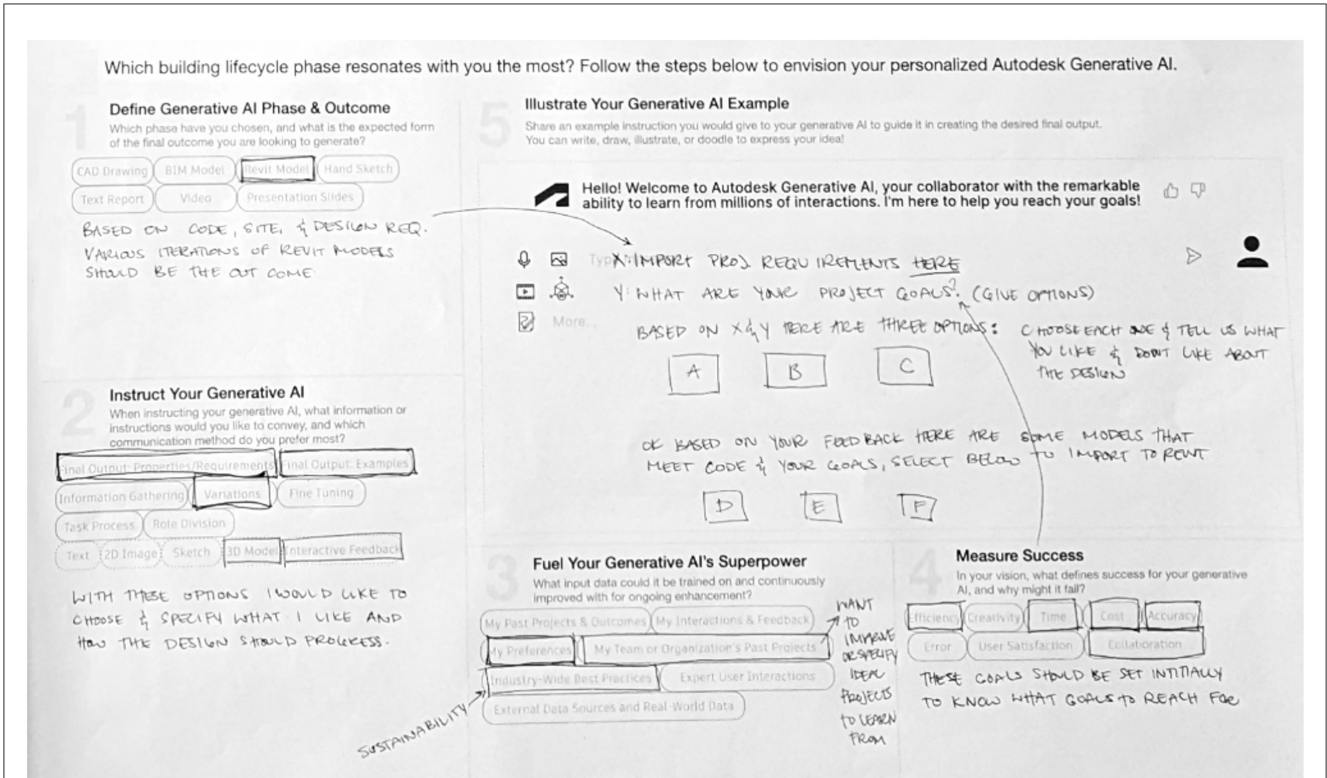 Which building lifecycle phase resonates with you the most? Follow the steps below to envision your personalized Autodesk Generative AI.
1
Define Generative AI Phase & Outcome
Which phase have you chosen, and what is the expected form
of the final outcome you are looking to generate?
CAD Drawing BIM Model Revit Model Hand Sketch
Text Report Video Presentation Slides
BASED ON CODE, SITE, & DESIGN REQ.
VARIOUS ITERATIONS OF REVIT MODELS
SHOULD BE THE OUT COME
2
Instruct Your Generative AI
When instructing your generative AI, what information or
instructions would you like to convey, and which
communication method do you prefer most?
Final Output: Properties/Requirements Final Output: Examples
Information Gathering Variations Fine Tuning
Task Process Role Division
Text 2D Image Sketch 3D Model Interactive Feedback
WITH THESE OPTIONS I WOULD LIKE TO
CHOOSE & SPECIFY WHAT I LIKE AND
HOW THE DESIGN SHOULD PROGRESS.
5
Illustrate Your Generative AI Example
Share an example instruction you would give to your generative AI to guide it in creating the desired final output.
You can write, draw, illustrate, or doodle to express your idea!
Hello! Welcome to Autodesk Generative AI, your collaborator with the remarkable
ability to learn from millions of interactions. I'm here to help you reach your goals!
X: IMPORT PROJ. REQUIREMENTS HERE
Y: WHAT ARE YOUR PROJECT GOALS? (GIVE OPTIONS)
More...
BASED ON X & Y HERE ARE THREE OPTIONS:
A B C
CHOOSE EACH ONE & TELL US WHAT
YOU LIKE & DON'T LIKE ABOUT
THE DESIGN
OK BASED ON YOUR FEEDBACK HERE ARE SOME MODELS THAT
MEET CODE & YOUR GOALS, SELECT BELOW TO IMPORT TO REVIT
D E F
3
Fuel Your Generative AI's Superpower
What input data could it be trained on and continuously
improved with for ongoing enhancement?
My Past Projects & Outcomes My Interactions & Feedback
My Preferences My Team or Organization's Past Projects
Industry-Wide Best Practices Expert User Interactions
External Data Sources and Real-World Data
SUSTAINABILITY
WANT
TO
IMPROVE
OR SPECIFY
IDEAL
PROJECTS
TO LEARN
FROM
4
Measure Success
In your vision, what defines success for your generative
AI, and why might it fail?
Efficiency Creativity Time Cost Accuracy
Error User Satisfaction Collaboration
THESE GOALS SHOULD BE SET INTITIALLY
TO KNOW WHAT GOALS TO REACH FOR